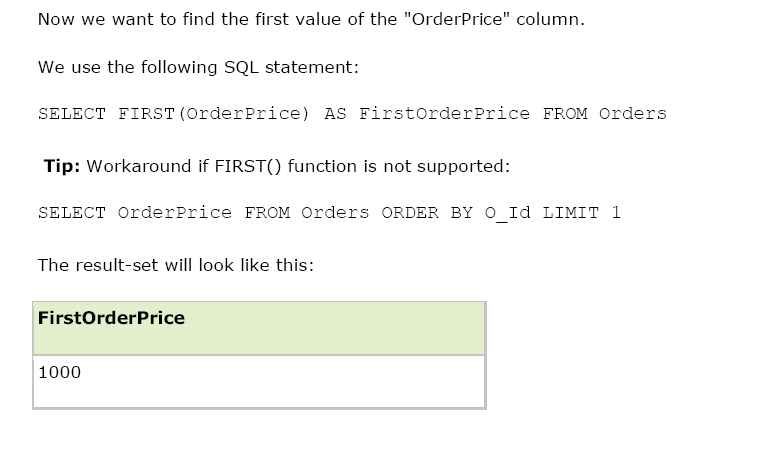 Now we want to find the first value of the "OrderPrice" column.
We use the following SQL statement:
SELECT FIRST(OrderPrice) AS FirstOrderPrice FROM Orders
Tip: Workaround if FIRST() function is not supported:
SELECT OrderPrice FROM Orders ORDER BY O_Id LIMIT 1
The result-set will look like this:
FirstOrderPrice
1000